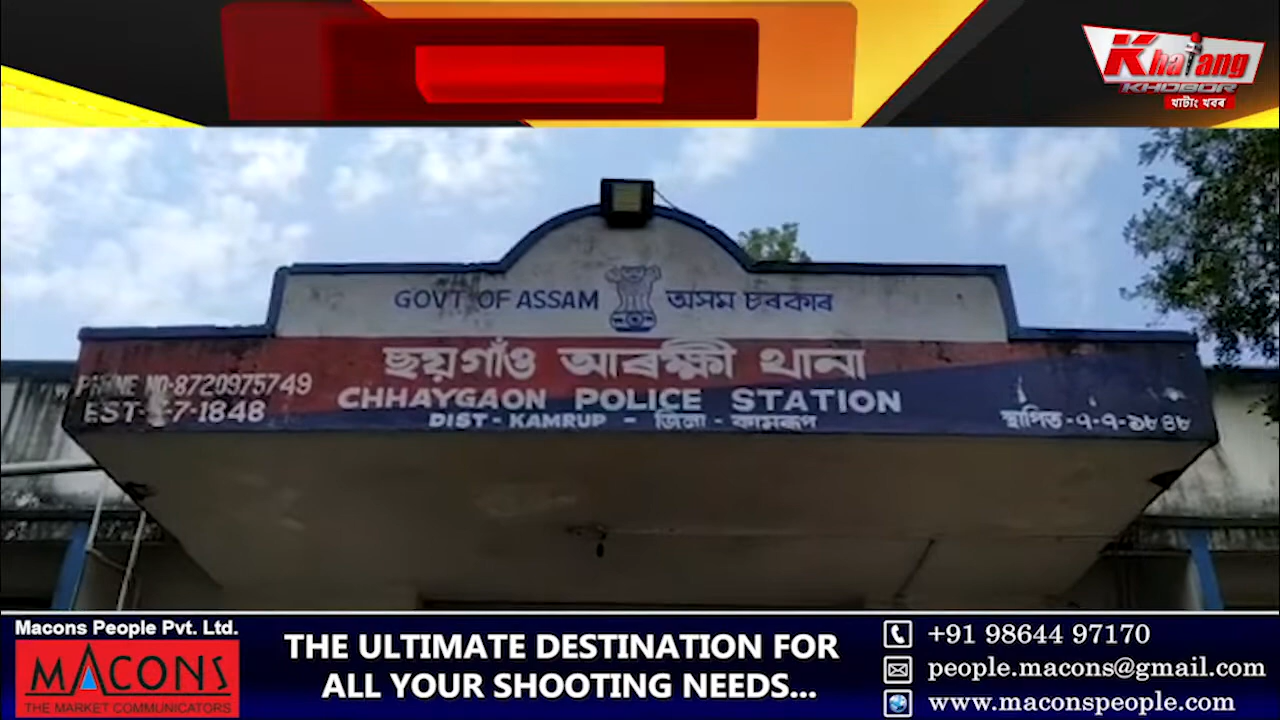 Khatang
KHOBOR
খাটাং খবৰ
GOVT. OF ASSAM অসম চৰকাৰ
ছয়গাঁও আৰক্ষী থানা
PHONE NO-8720975749
CHHAYGAON POLICE STATION
EST- -7-1848
DIST - KAMRUP - জিলা - কামৰূপ
স্থাপিত-৭-৭-১৮৪৮
Macons People Pvt. Ltd.
MACONS
THE MARKET COMMUNICATORS
THE ULTIMATE DESTINATION FOR
ALL YOUR SHOOTING NEEDS...
+91 98644 97170
people.macons@gmail.com
www.maconspeople.com